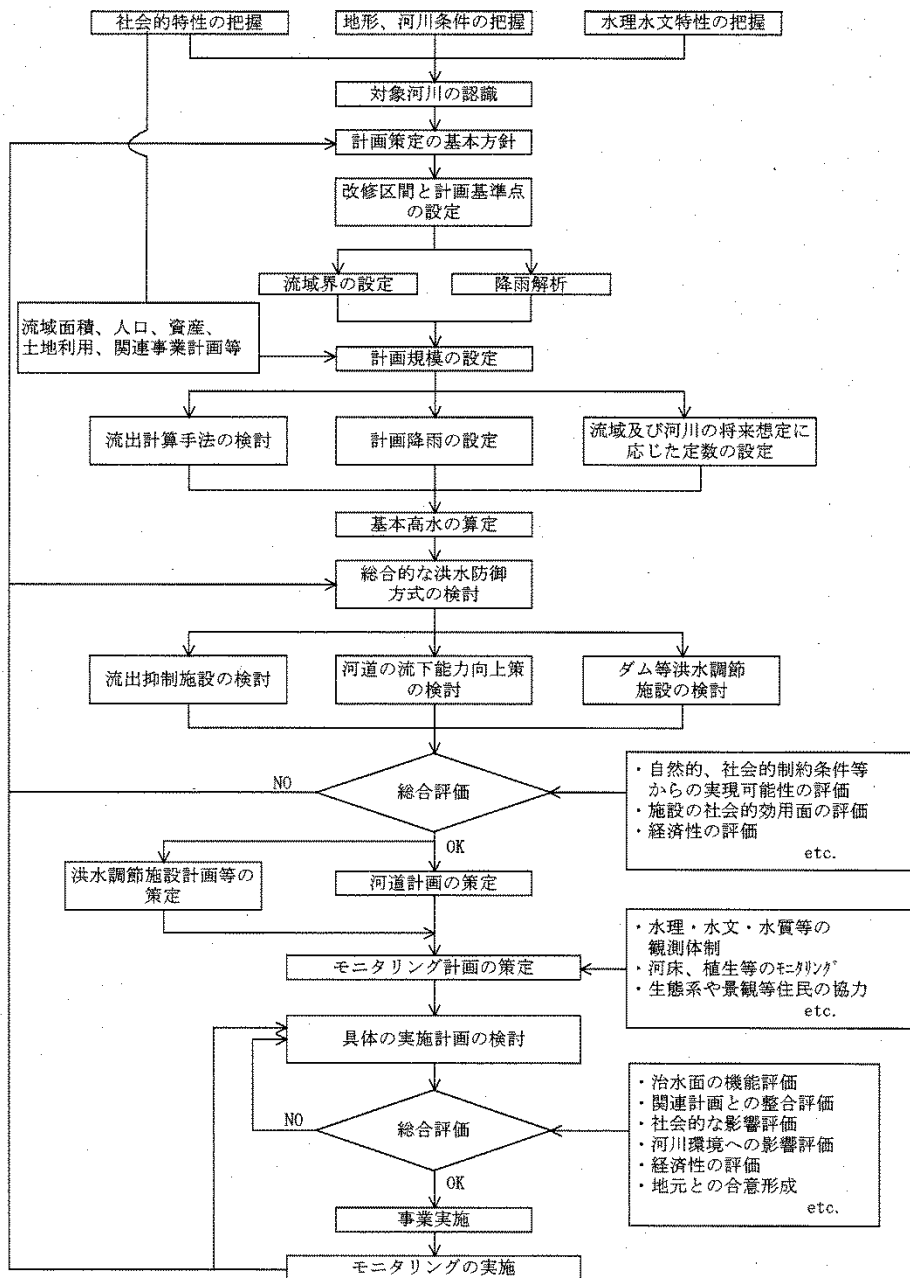 社会的特性の把握
地形、河川条件の把握
水理水文特性の把握
対象河川の認識
計画策定の基本方針
改修区間と計画基準点
の設定
流域界の設定
降雨解析
流域面積、人口、資産、
土地利用、関連事業計画等
計画規模の設定
流出計算手法の検討
計画降雨の設定
流域及び河川の将来想定に
応じた定数の設定
基本高水の算定
総合的な洪水防御
方式の検討
流出抑制施設の検討
河道の流下能力向上策
の検討
ダム等洪水調節
施設の検討
NO
総合評価
・自然的、社会的制約条件等
からの実現可能性の評価
・施設の社会的効用面の評価
・経済性の評価
etc.
OK
洪水調節施設計画等の
策定
河道計画の策定
モニタリング計画の策定
・水理・水文・水質等の
観測体制
・河床、植生等のﾓﾆﾀﾘﾝｸﾞ
・生態系や景観等住民の協力
etc.
具体の実施計画の検討
NO
総合評価
・治水面の機能評価
・関連計画との整合評価
・社会的な影響評価
・河川環境への影響評価
・経済性の評価
・地元との合意形成
etc.
OK
事業実施
モニタリングの実施